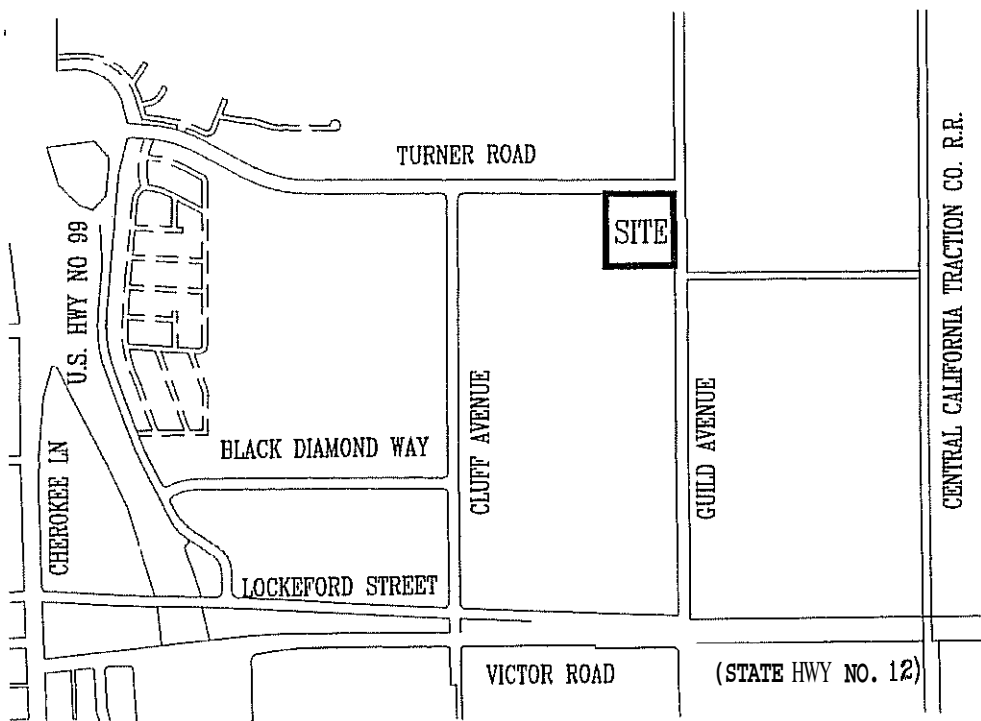 TURNER ROAD
SITE
U.S. HWY NO 99
CENTRAL CALIFORNIA TRACTION CO. R.R.
BLACK DIAMOND WAY
CLUFF AVENUE
GUILD AVENUE
CHEROKEE LN
LOCKEFORD STREET
VICTOR ROAD
(STATE HWY NO. 12)